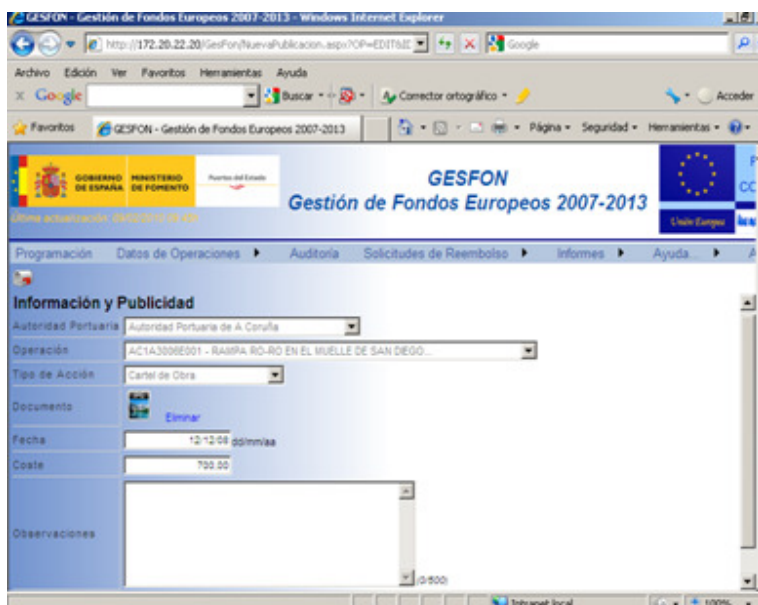 GESFON - Gestión de Fondos Europeos 2007-2013 - Windows Internet Explorer
http://172.20.22.20/GesFon/NuevaPublicacion.aspx?OP=EDIT&
Google
Archivo Edición Ver Favoritos Herramientas Ayuda
x Google Buscar Corrector ortográfico Acceder
Favoritos GESFON - Gestión de Fondos Europeos 2007-2013 Página Seguridad Herramientas
GOBIERNO DE ESPAÑA
MINISTERIO DE FOMENTO
Puertos del Estado
GESFON
Gestión de Fondos Europeos 2007-2013
Unión Europea
Última actualización:
Programación Datos de Operaciones Auditoría Solicitudes de Reembolso Informes Ayuda...
Información y Publicidad
Autoridad Portuaria Autoridad Portuaria de A Coruña
Operación AC1A3006E001 - RAMPA RO-RO EN EL MUELLE DE SAN DIEGO...
Tipo de Acción Cartel de Obra
Documento Eliminar
Fecha 12/12/08 dd/mm/aa
Coste 700.00
Observaciones
(0/600)
Intranet local 100%